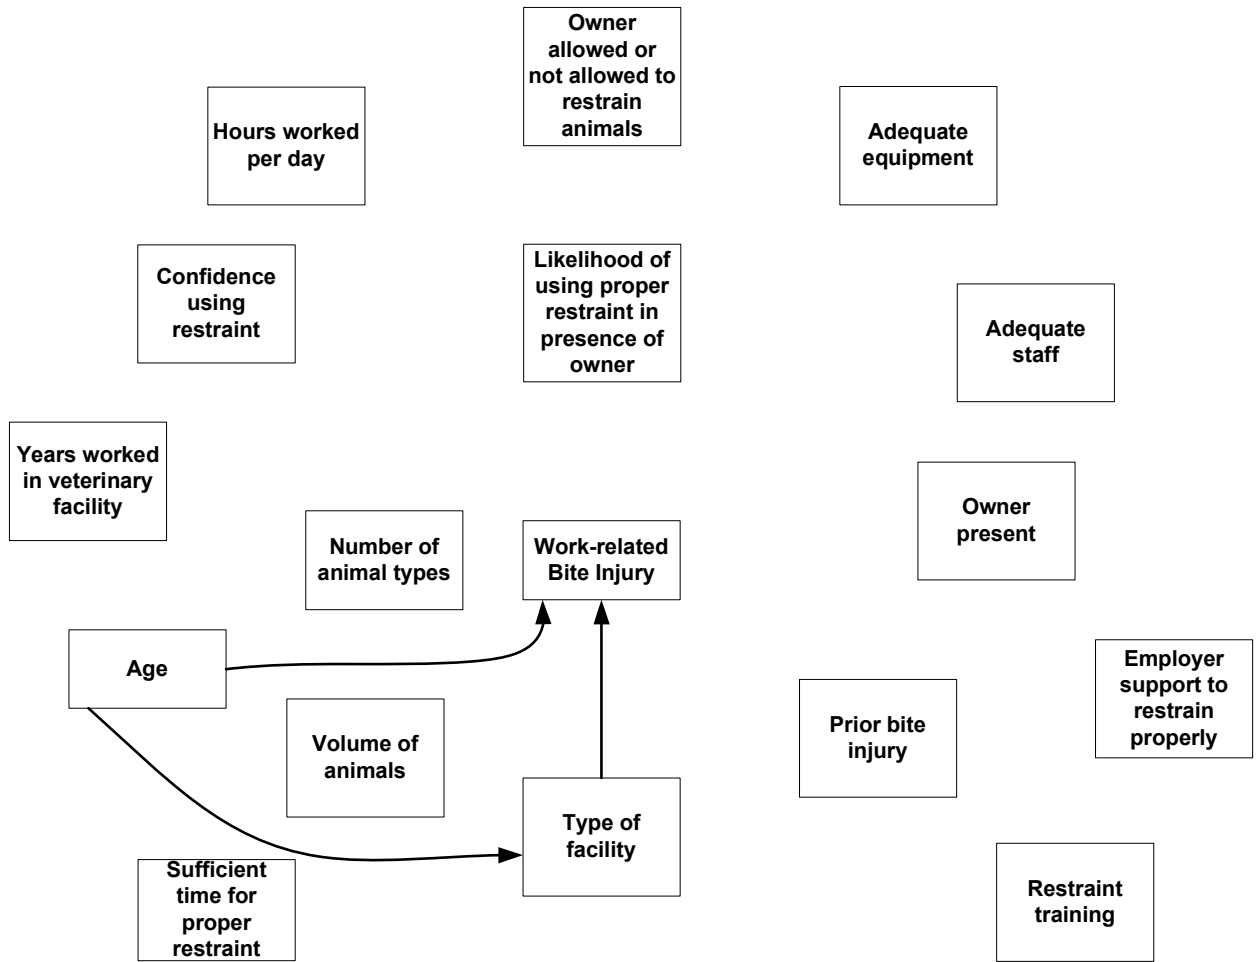 Owner
allowed or
not allowed to
restrain
animals
Hours worked
per day
Adequate
equipment
Confidence
using
restraint
Likelihood of
using proper
restraint in
presence of
owner
Adequate
staff
Years worked
in veterinary
facility
Owner
present
Number of
animal types
Work-related
Bite Injury
Age
Employer
support to
restrain
properly
Prior bite
injury
Volume of
animals
Type of
facility
Sufficient
time for
proper
restraint
Restraint
training